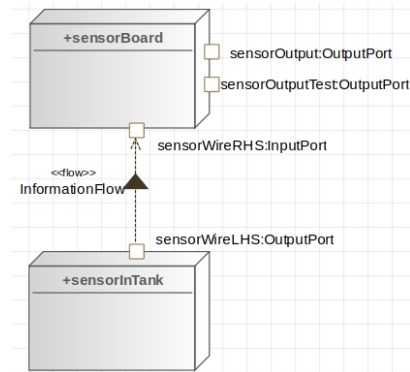 +sensorBoard
sensorOutput:OutputPort
sensorOutputTest:OutputPort
sensorWireRHS:InputPort
<<flow>>
InformationFlow
sensorWireLHS:OutputPort
+sensorInTank